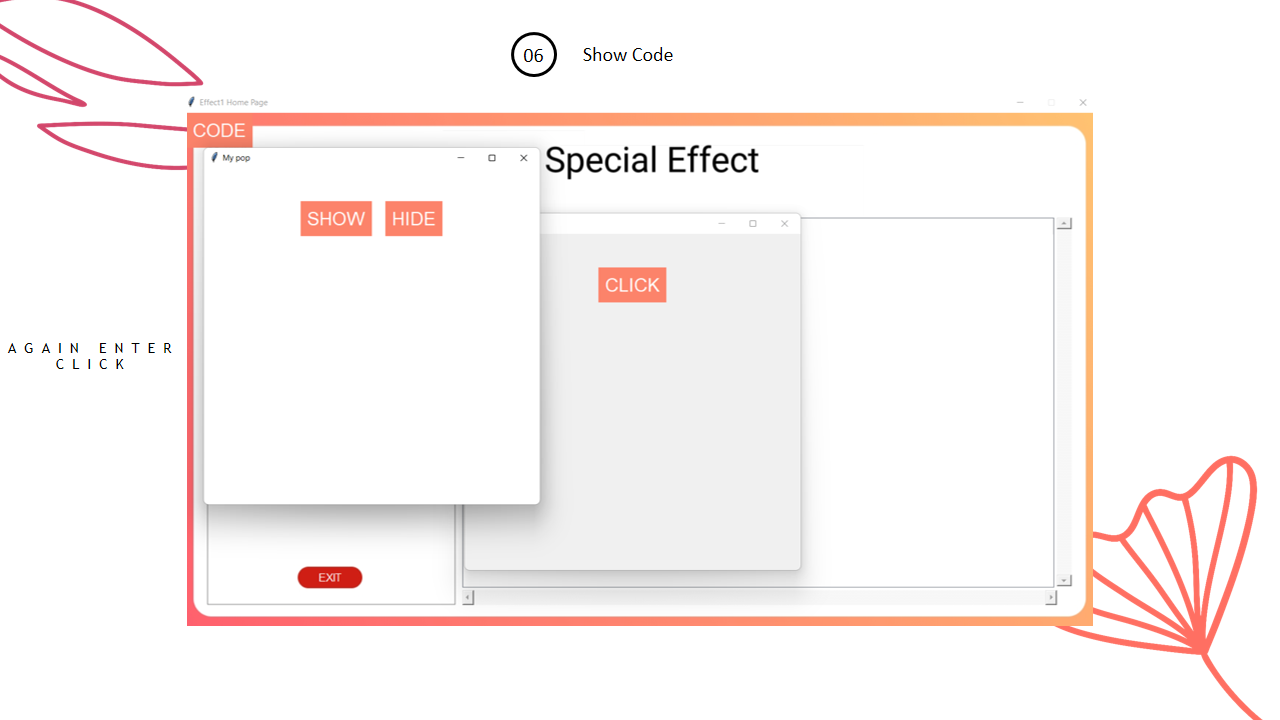 06 Show Code
Effect1 Home Page
CODE
My pop
Special Effect
SHOW HIDE
CLICK
AGAIN ENTER
CLICK
EXIT